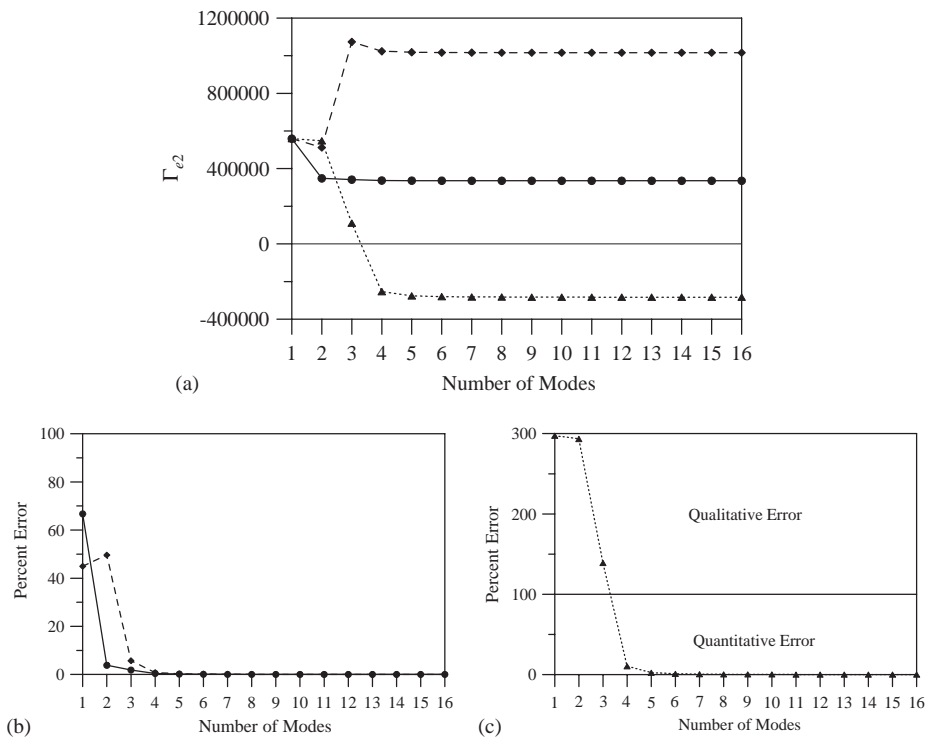 1200000
800000
400000
0
-400000
Γe2
1 2 3 4 5 6 7 8 9 10 11 12 13 14 15 16
(a)
Number of Modes
100
80
60
40
20
0
Percent Error
1 2 3 4 5 6 7 8 9 10 11 12 13 14 15 16
(b)
Number of Modes
300
200
100
0
Percent Error
Qualitative Error
Quantitative Error
1 2 3 4 5 6 7 8 9 10 11 12 13 14 15 16
(c)
Number of Modes